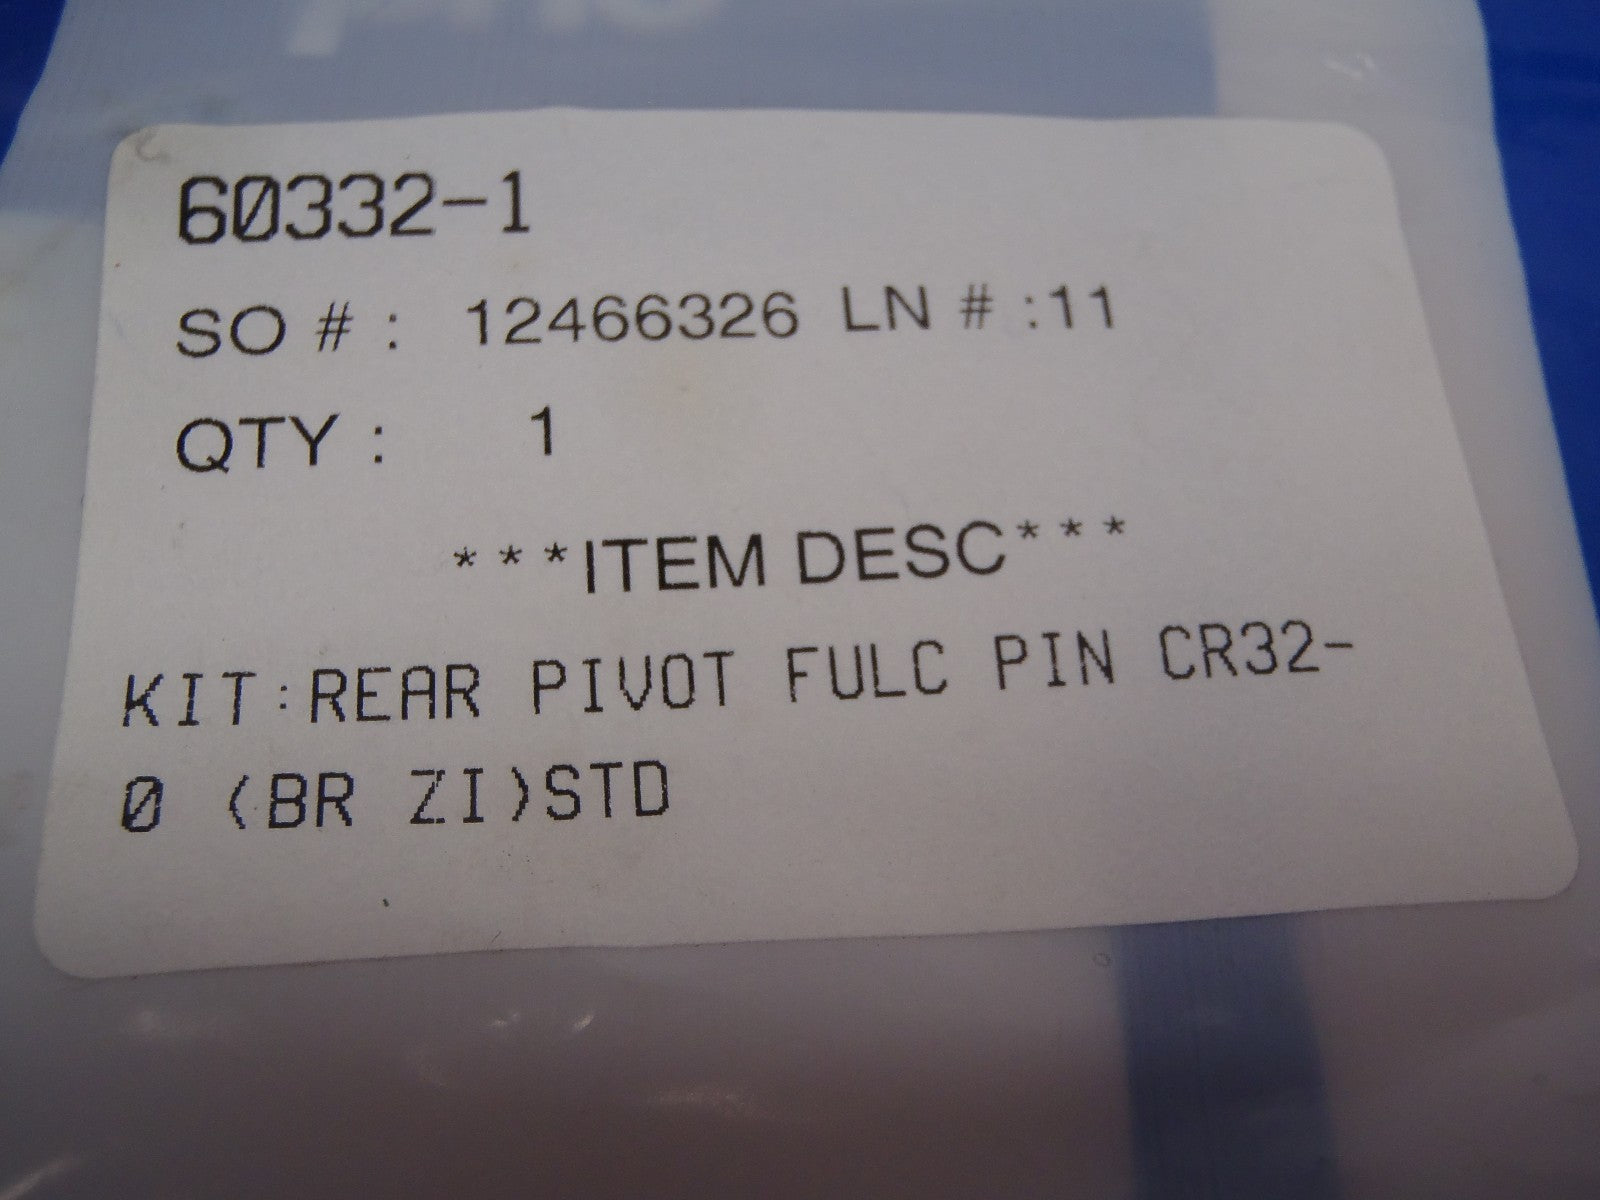 60332-1
SO # : 12466326 LN # :11
QTY : 1
***ITEM DESC***
KIT:REAR PIVOT FULC PIN CR32-
0 (BR ZI)STD